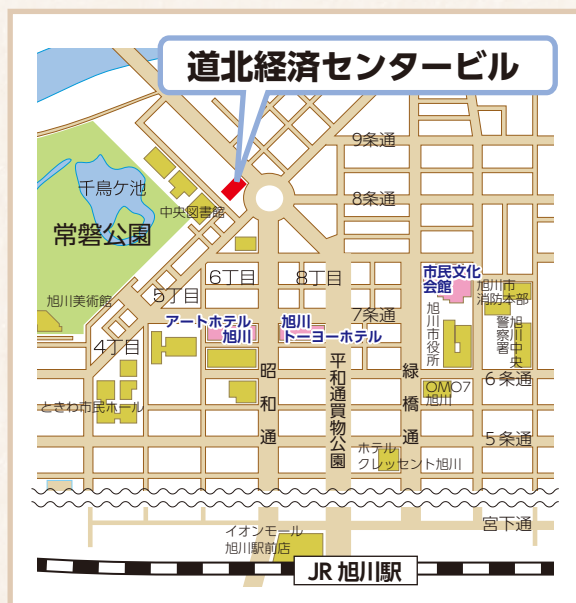 道北経済センタービル
9条通
千鳥ケ池
8条通
中央図書館
常磐公園
6丁目
8丁目
市民文化
会館
旭川市
消防本部
5丁目
旭川美術館
7条通
アートホテル
旭川
旭川
トーヨーホテル
旭川市役所
旭川中央
警察署
4丁目
昭和通
平和通買物公園
緑橋通
6条通
OMO7
旭川
ときわ市民ホール
5条通
ホテル
クレッセント旭川
宮下通
イオンモール
旭川駅前店
JR 旭川駅